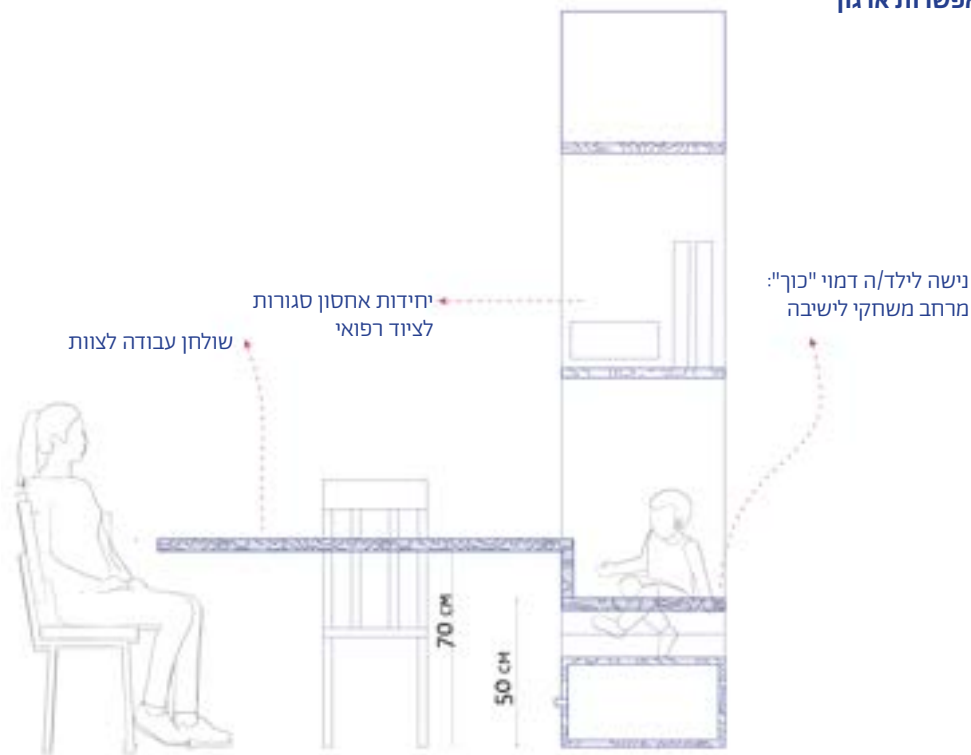 ארגון
נישה לילד/ה דמוי "כוך":
מרחב משחקי לישיבה
יחידות אחסון סגורות
לציוד רפואי
שולחן עבודה לצוות
70 CM
50 CM